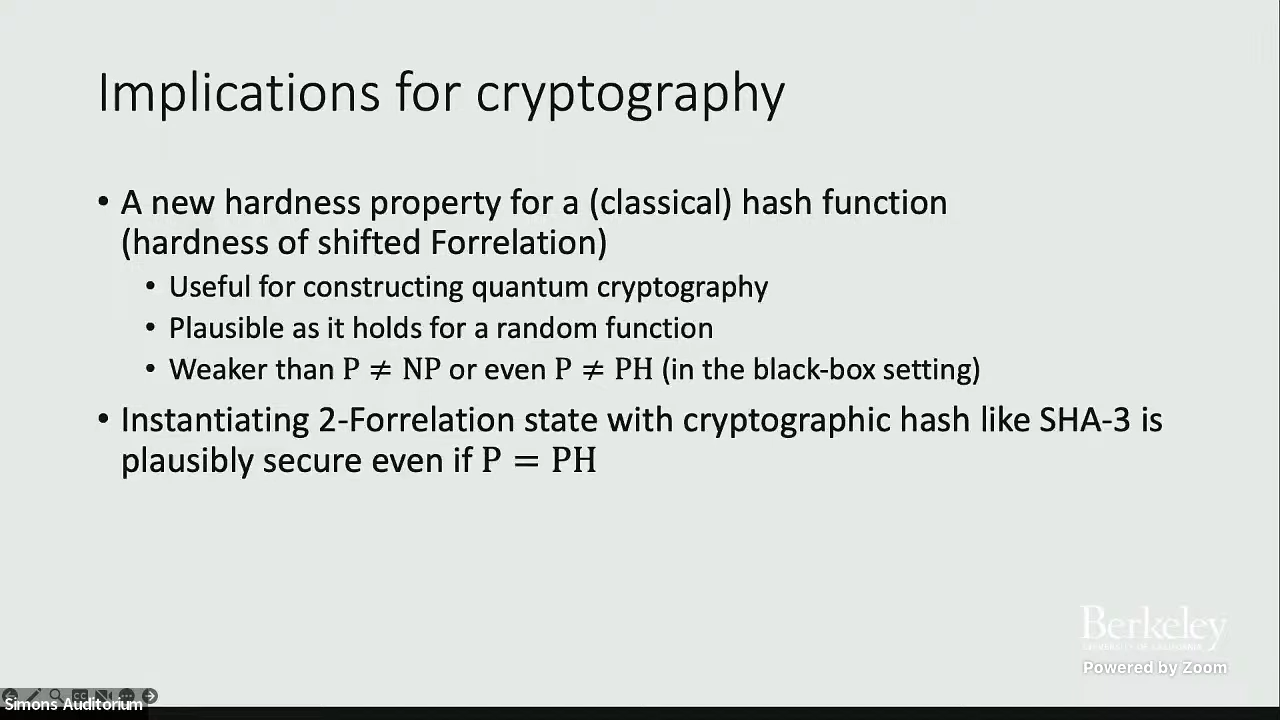 Implications for cryptography
• A new hardness property for a (classical) hash function
(hardness of shifted Forrelation)
• Useful for constructing quantum cryptography
• Plausible as it holds for a random function
• Weaker than P ≠ NP or even P ≠ PH (in the black-box setting)
• Instantiating 2-Forrelation state with cryptographic hash like SHA-3 is
plausibly secure even if P = PH
Berkeley
UNIVERSITY OF CALIFORNIA
Powered by Zoom
Simons Auditorium